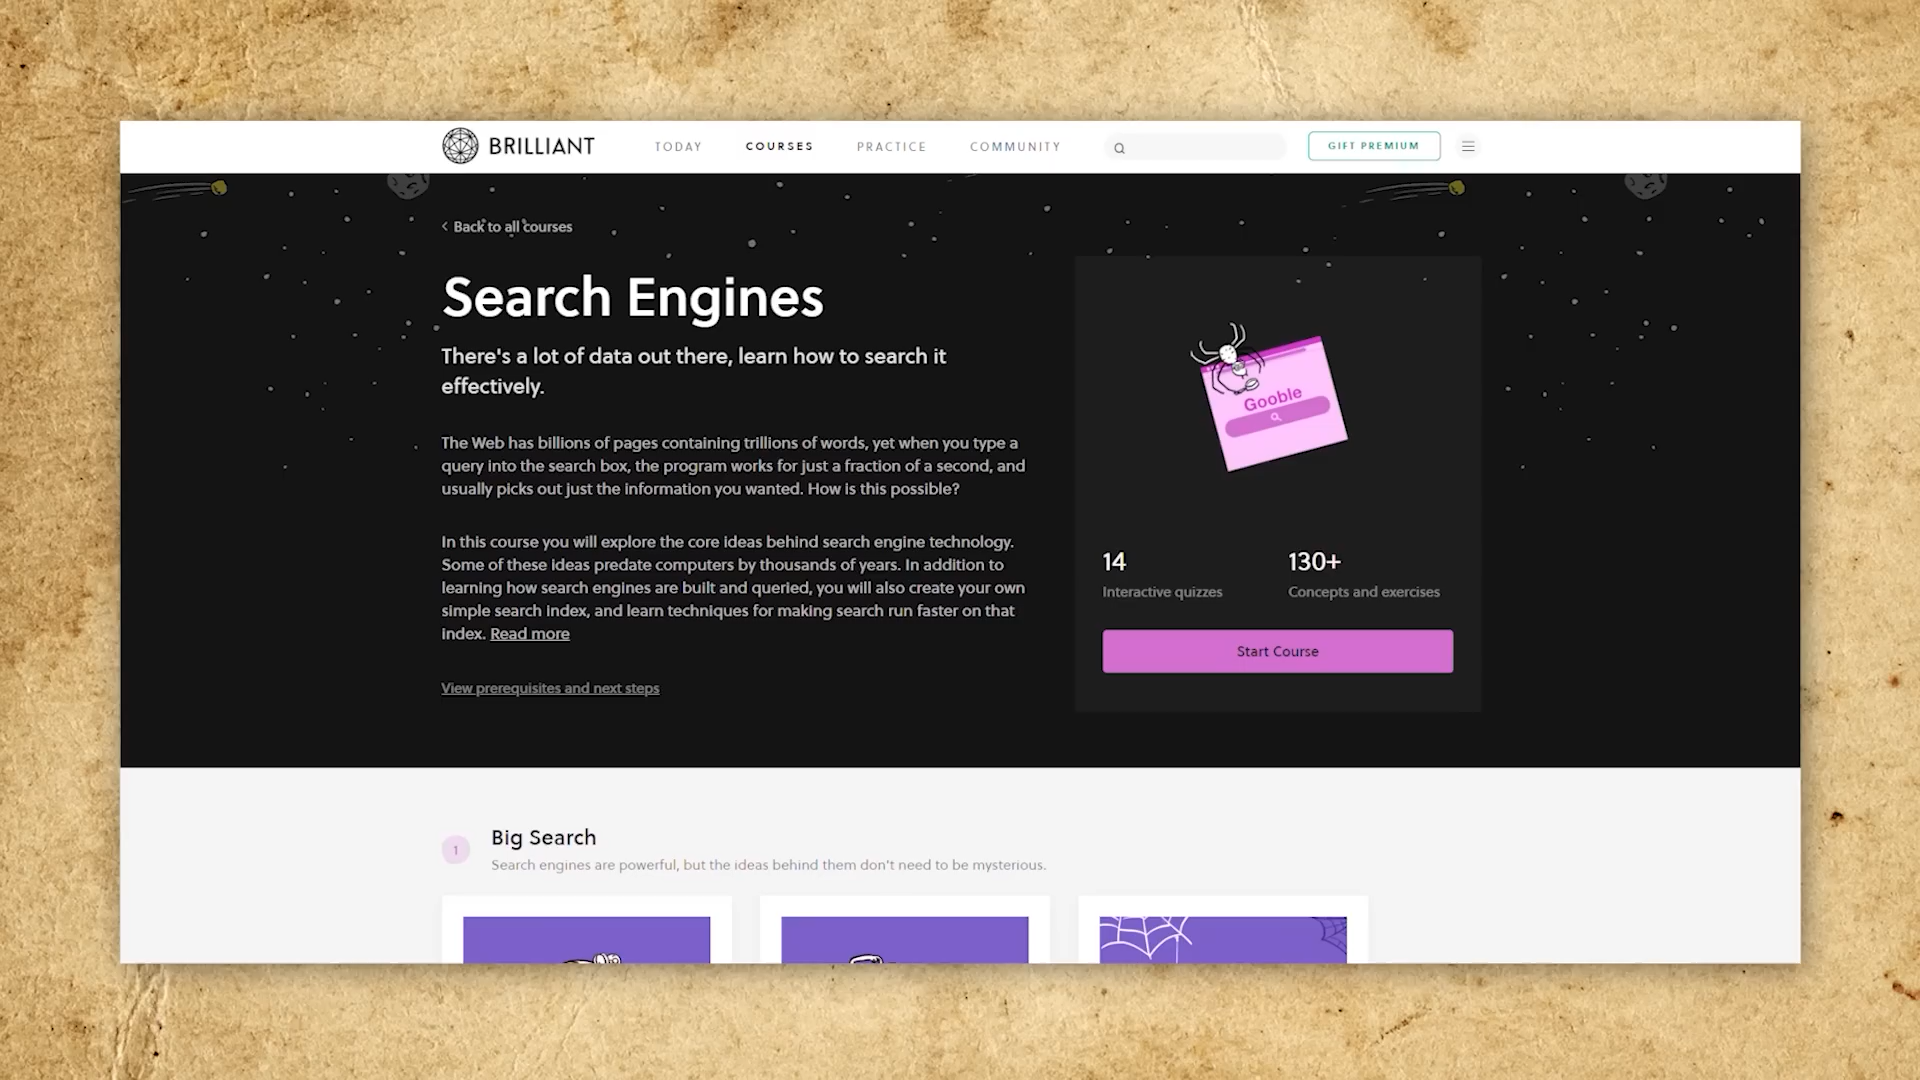 BRILLIANT
TODAY
COURSES
PRACTICE
COMMUNITY
GIFT PREMIUM
Back to all courses
Search Engines
There's a lot of data out there, learn how to search it
effectively.
The Web has billions of pages containing trillions of words, yet when you type a
query into the search box, the program works for just a fraction of a second, and
usually picks out just the information you wanted. How is this possible?
In this course you will explore the core ideas behind search engine technology.
Some of these ideas predate computers by thousands of years. In addition to
learning how search engines are built and queried, you will also create your own
simple search index, and learn techniques for making search run faster on that
index. Read more
View prerequisites and next steps
Gooble
14
Interactive quizzes
130+
Concepts and exercises
Start Course
1
Big Search
Search engines are powerful, but the ideas behind them don't need to be mysterious.